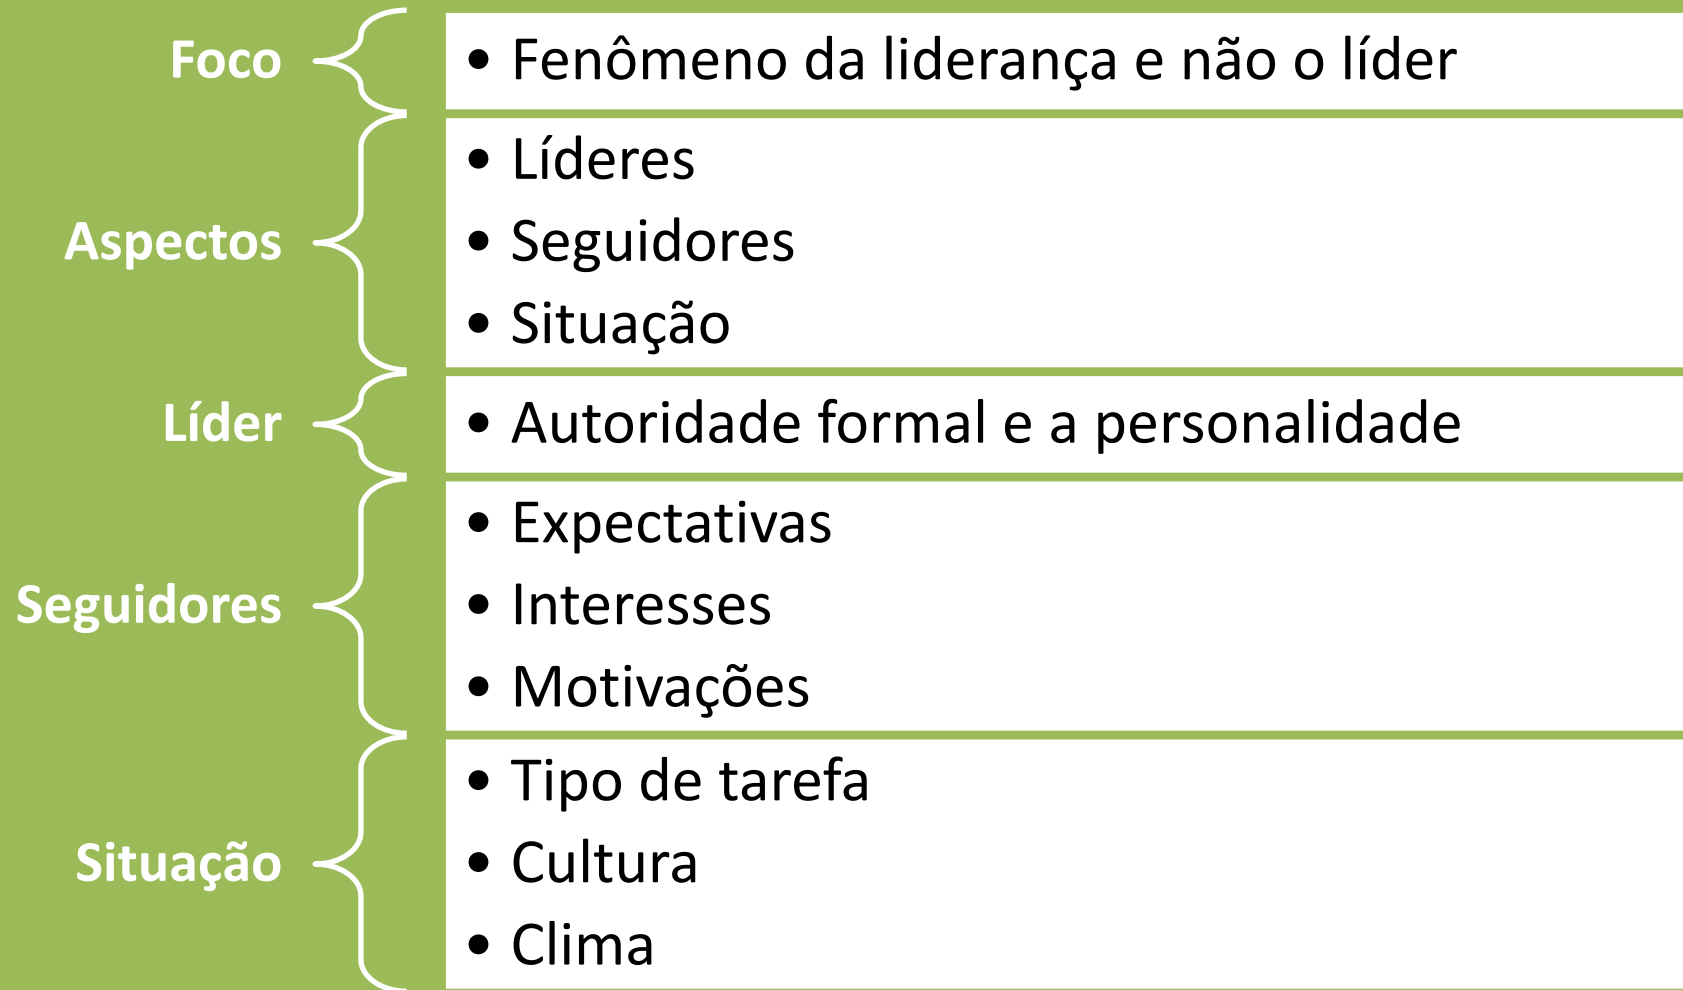 Foco
• Fenômeno da liderança e não o líder
Aspectos
• Líderes
• Seguidores
• Situação
Líder
• Autoridade formal e a personalidade
Seguidores
• Expectativas
• Interesses
• Motivações
Situação
• Tipo de tarefa
• Cultura
• Clima